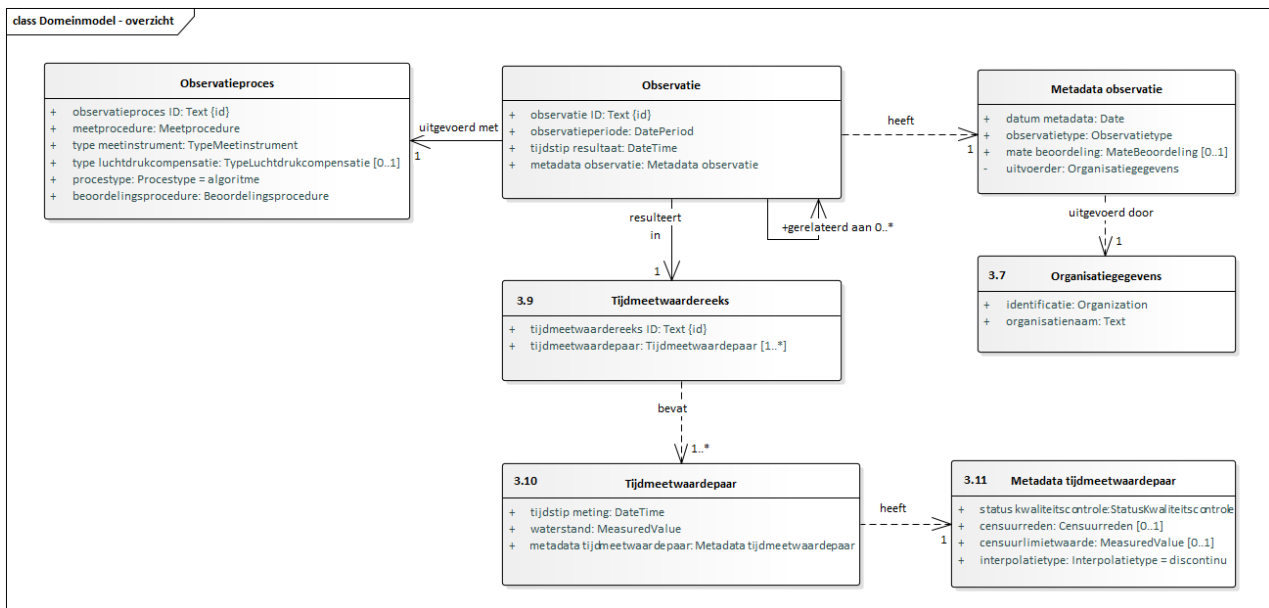 class Domeinmodel - overzicht
Observatieproces
+ observatieproces ID: Text {id}
+ meetprocedure: Meetprocedure
+ type meetinstrument: TypeMeetinstrument
+ type luchtdrukcompensatie: TypeLuchtdrukcompensatie [0..1]
+ procestype: Procestype = algoritme
+ beoordelingsprocedure: Beoordelingsprocedure
uitgevoerd met
1
Observatie
+ observatie ID: Text {id}
+ observatieperiode: DatePeriod
+ tijdstip resultaat: DateTime
+ metadata observatie: Metadata observatie
heeft
1
Metadata observatie
+ datum metadata: Date
+ observatietype: Observatietype
+ mate beoordeling: MateBeoordeling [0..1]
- uitvoerder: Organisatiegegevens
resulteert
in
1
+gerelateerd aan 0..*
uitgevoerd door
1
3.7 Organisatiegegevens
+ identificatie: Organization
+ organisatienaam: Text
3.9 Tijdmeetwaardereeks
+ tijdmeetwaardereeks ID: Text {id}
+ tijdmeetwaardepaar: Tijdmeetwaardepaar [1..*]
bevat
1..*
3.10 Tijdmeetwaardepaar
+ tijdstip meting: DateTime
+ waterstand: MeasuredValue
+ metadata tijdmeetwaardepaar: Metadata tijdmeetwaardepaar
heeft
1
3.11 Metadata tijdmeetwaardepaar
+ status kwaliteitscontrole:StatusKwaliteitscontrole
+ censuurreden: Censuurreden [0..1]
+ censuurlimietwaarde: MeasuredValue [0..1]
+ interpolatietype: Interpolatietype = discontinu